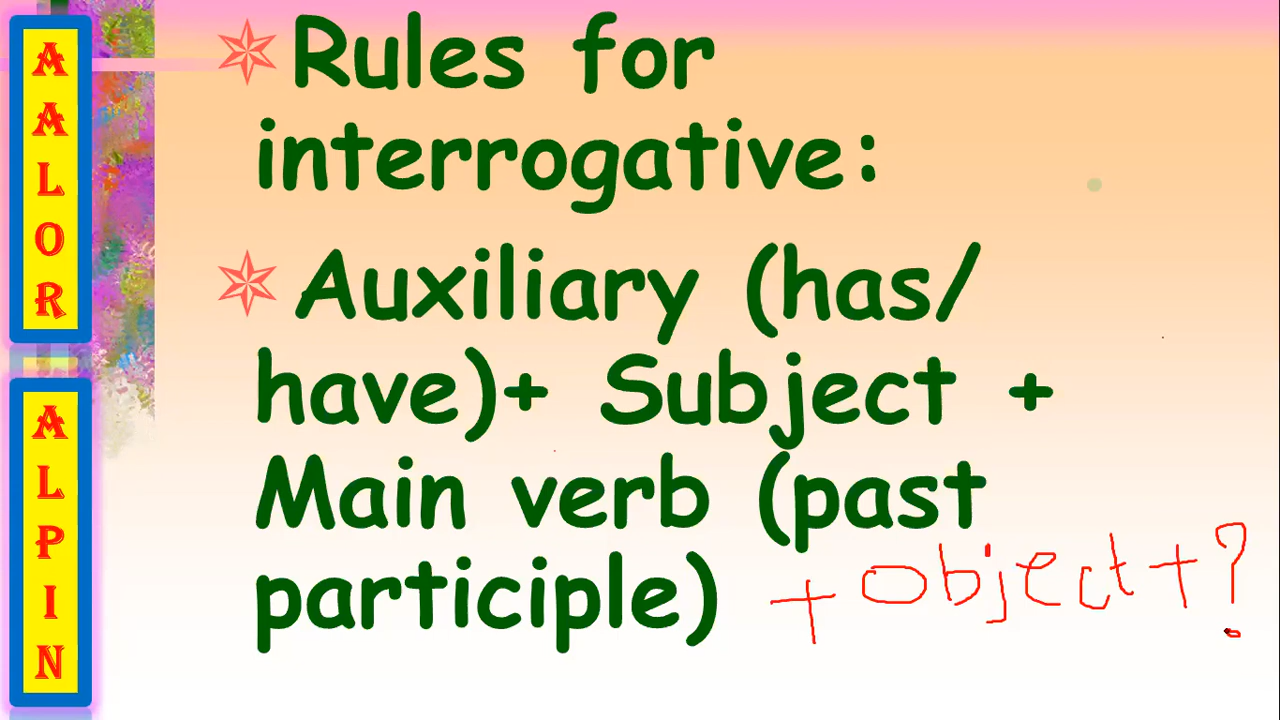 AALOR
ALPIN
Rules for
interrogative:
Auxiliary (has/
have)+ Subject +
Main verb (past
participle)
+ object + ?